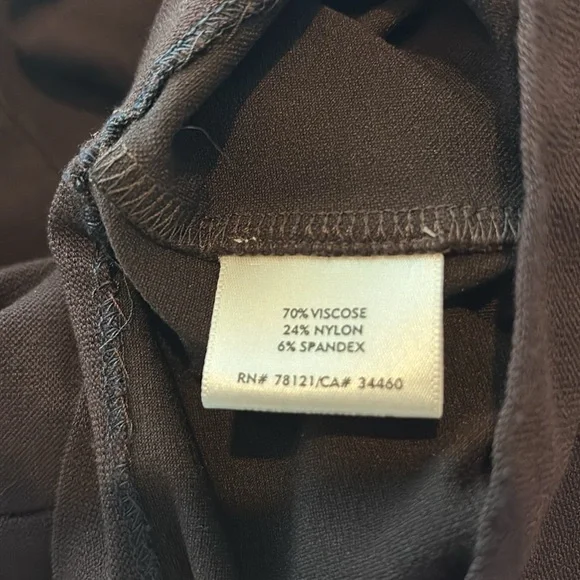 70% VISCOSE
24% NYLON
6% SPANDEX
RN# 78121/CA# 34460